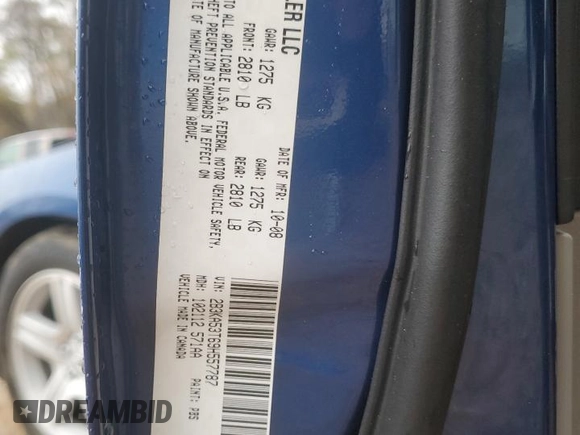 LER LLC
DATE OF MFR: 10-08
GAWR: 1275 KG
FRONT: 2810 LB
GAWR: 1275 KG
REAR: 2810 LB
TO ALL APPLICABLE U.S.A. FEDERAL MOTOR VEHICLE SAFETY,
THEFT PREVENTION STANDARDS IN EFFECT ON
DATE OF MANUFACTURE SHOWN ABOVE.
VIN: 2B3KA53T69H557787
MDH: 102112 571AA
PAINT: PBS
VEHICLE MADE IN CANADA
DREAMBID